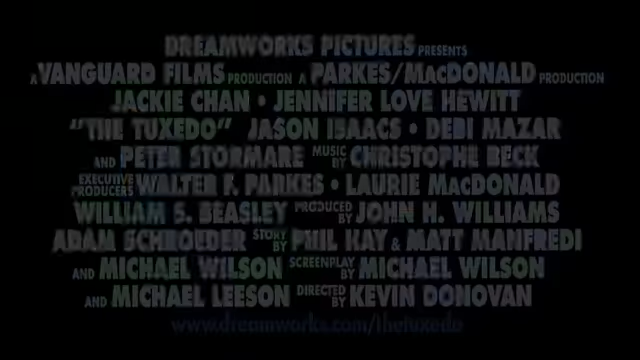 DREAMWORKS PICTURES PRESENTS
A VANGUARD FILMS PRODUCTION A PARKES/MACDONALD PRODUCTION
JACKIE CHAN • JENNIFER LOVE HEWITT
"THE TUXEDO" JASON ISAACS • DEBI MAZAR
AND PETER STORMARE MUSIC BY CHRISTOPHE BECK
EXECUTIVE PRODUCERS WALTER F. PARKES • LAURIE MACDONALD
WILLIAM S. BEASLEY PRODUCED BY JOHN H. WILLIAMS
ADAM SCHROEDER STORY BY PHIL HAY & MATT MANFREDI
AND MICHAEL WILSON SCREENPLAY BY MICHAEL WILSON
AND MICHAEL LEESON DIRECTED BY KEVIN DONOVAN
www.dreamworks.com/thetuxedo